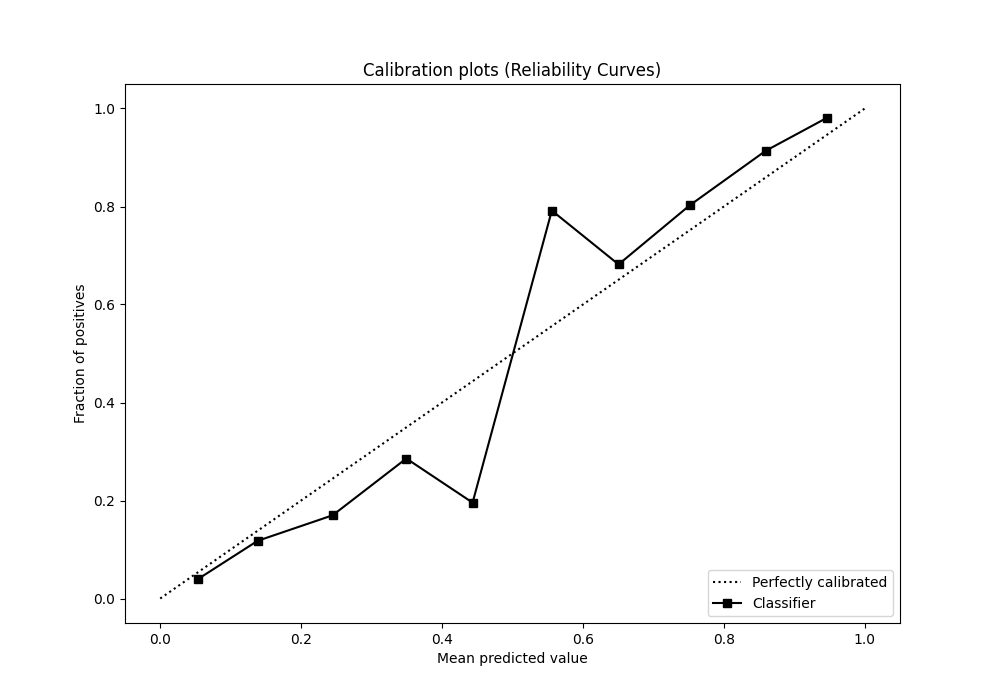 Calibration plots (Reliability Curves)
1.0
0.8
0.6
0.4
0.2
0.0
Fraction of positives
0.0 0.2 0.4 0.6 0.8 1.0
Mean predicted value
Perfectly calibrated
Classifier